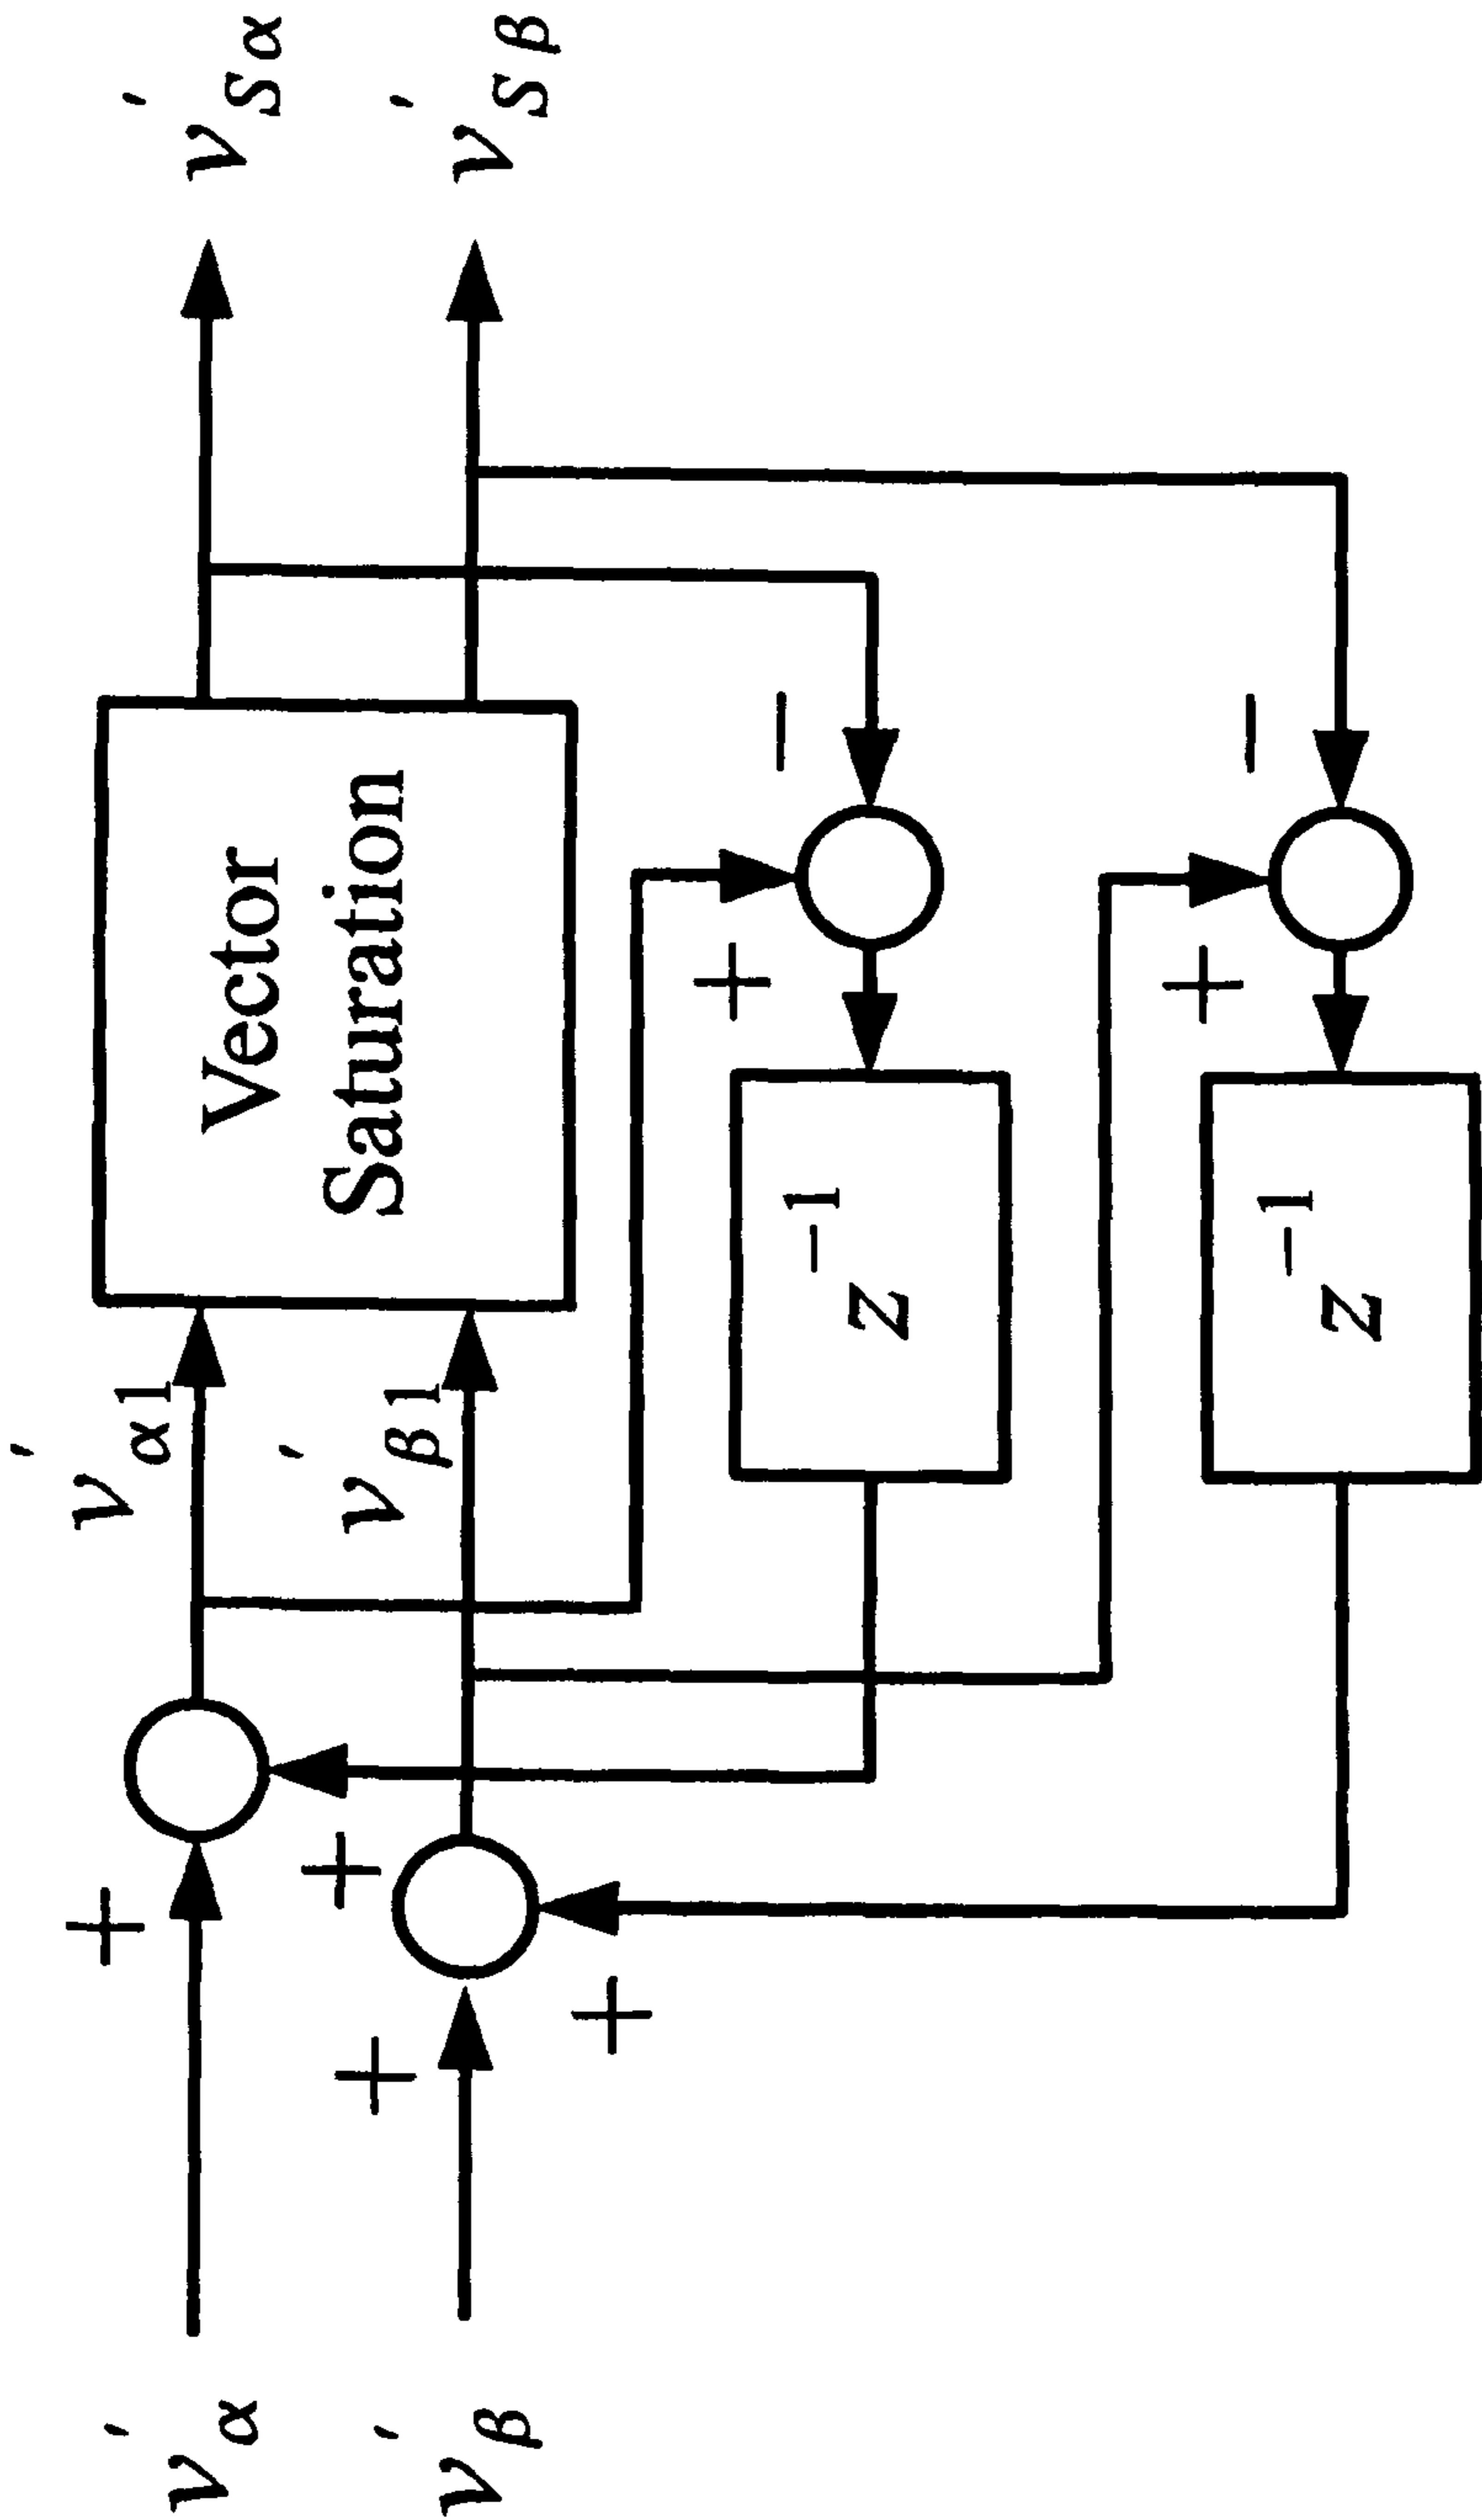 v'α
v'β
+
+
+
+
v'α1
v'β1
Vector
Saturation
z⁻¹
z⁻¹
+
−
+
−
v'Sα
v'Sβ